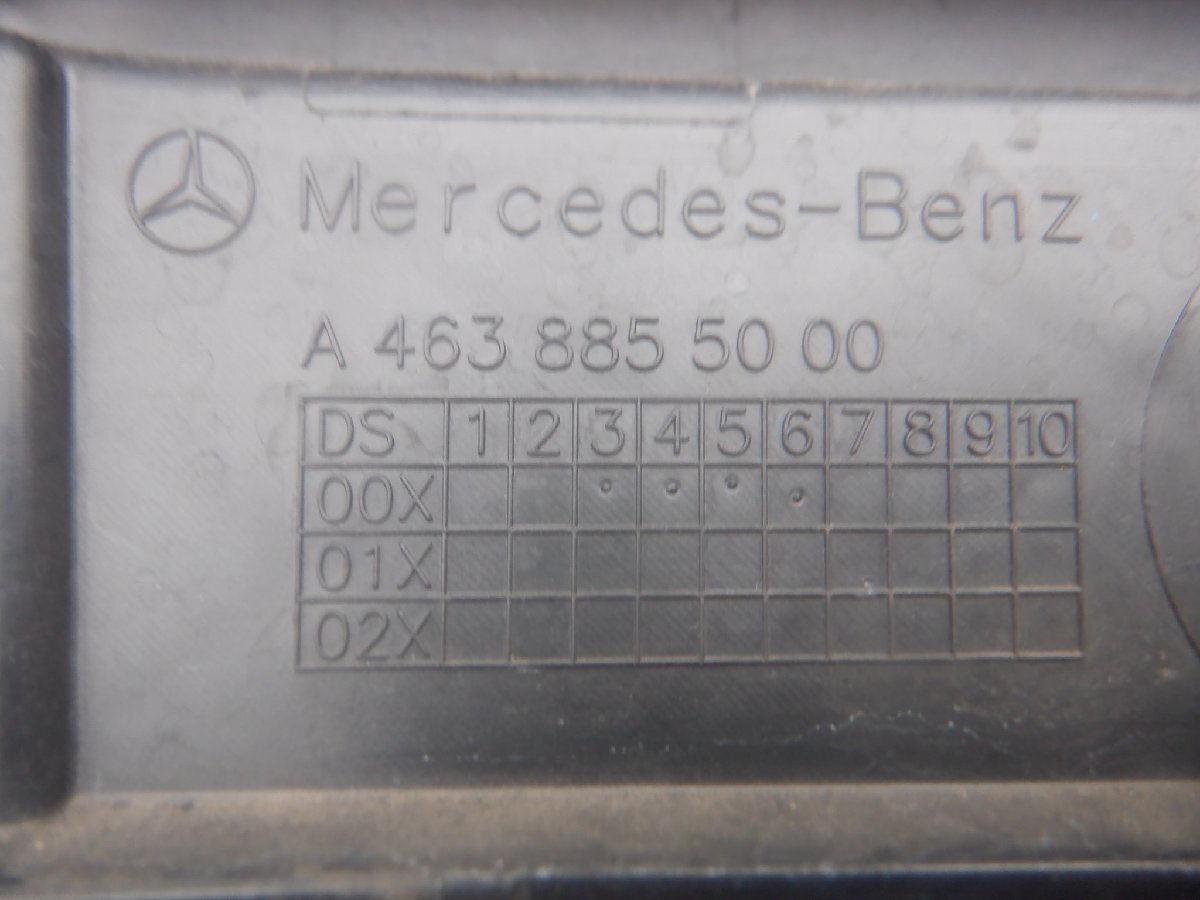 Mercedes-Benz
A 463 885 50 00
DS 1 2 3 4 5 6 7 8 9 10
00X
01X
02X